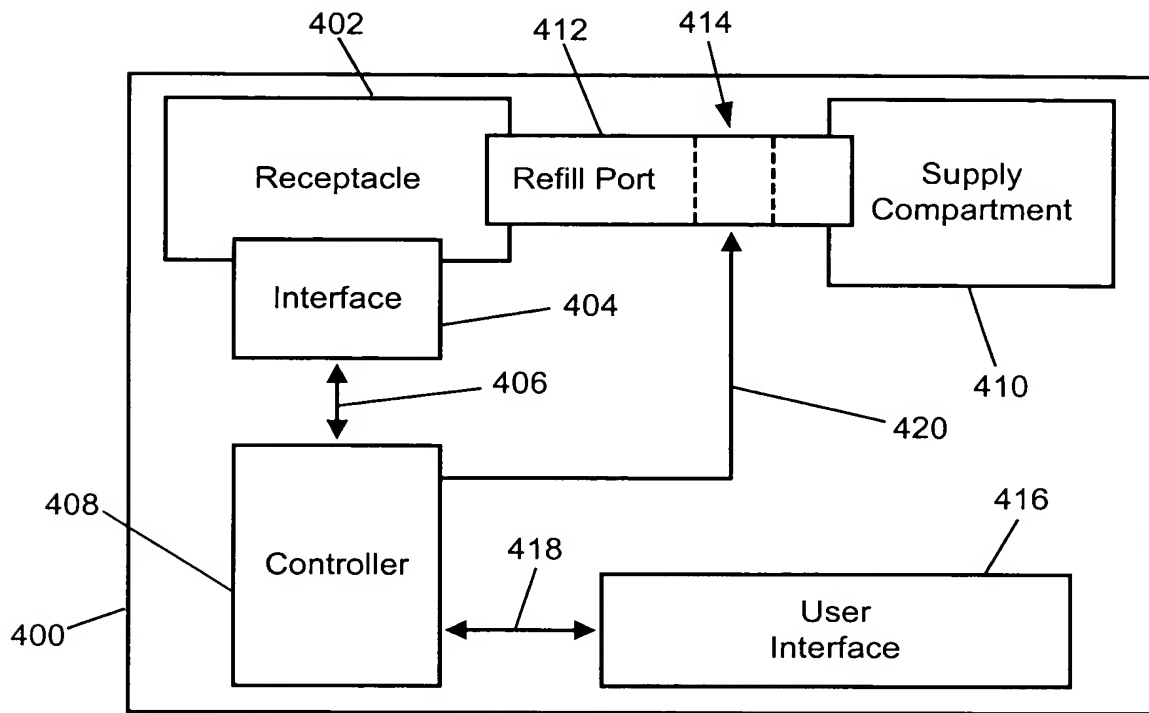 402
412
414
Receptacle
Refill Port
Supply
Compartment
Interface
404
406
410
420
408
416
Controller
418
User
Interface
400